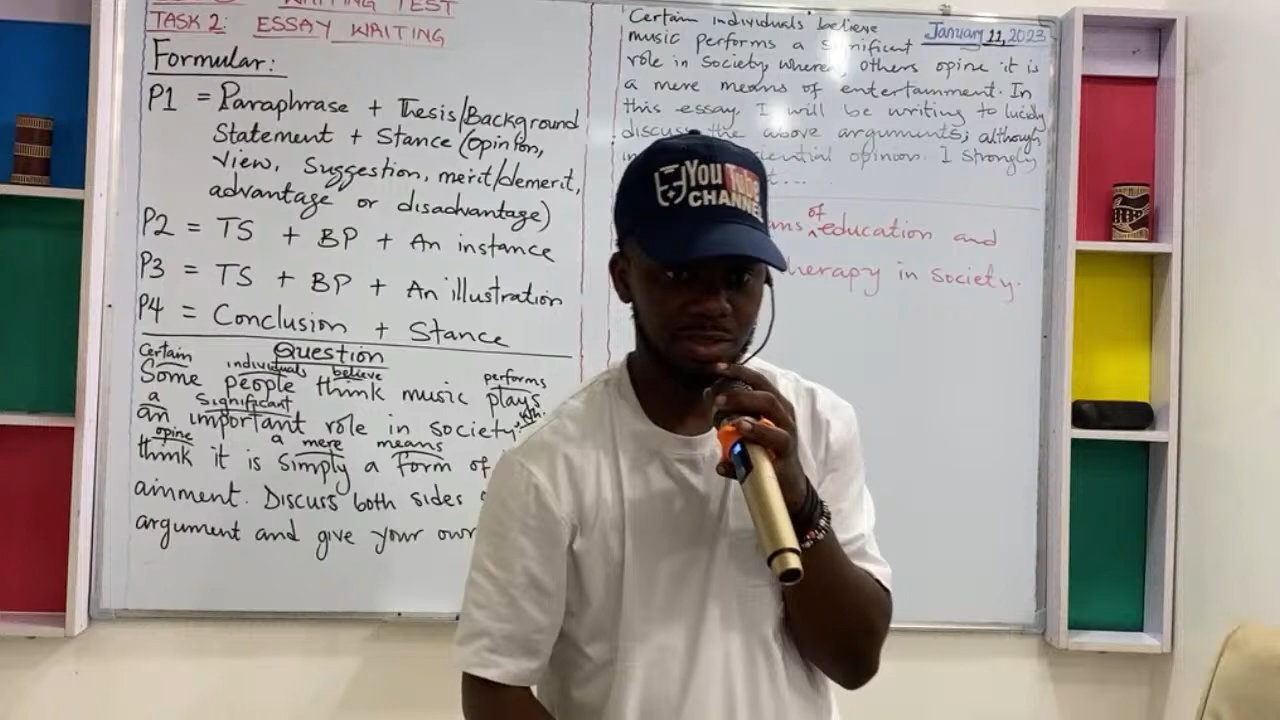 WRITING TEST
TASK 2: ESSAY WRITING
Formular:
P1 = Paraphrase + Thesis/Background
Statement + Stance (opinion,
view, suggestion, merit/demerit,
advantage or disadvantage)
P2 = TS + BP + An instance
P3 = TS + BP + An illustration
P4 = Conclusion + Stance
Question
Certain individuals believe performs
Some people think music plays
a significant
an important role in society.
opine a mere means
think it is simply a form of
ainment. Discuss both sides
argument and give your own
January 11, 2023
Certain individuals believe
music performs a significant
role in society where, others opine it is
a mere means of entertainment. In
this essay, I will be writing to lucidly
discuss the above arguments; although
opinion. I strongly
of
education and
therapy in society.
YouTube
CHANNEL